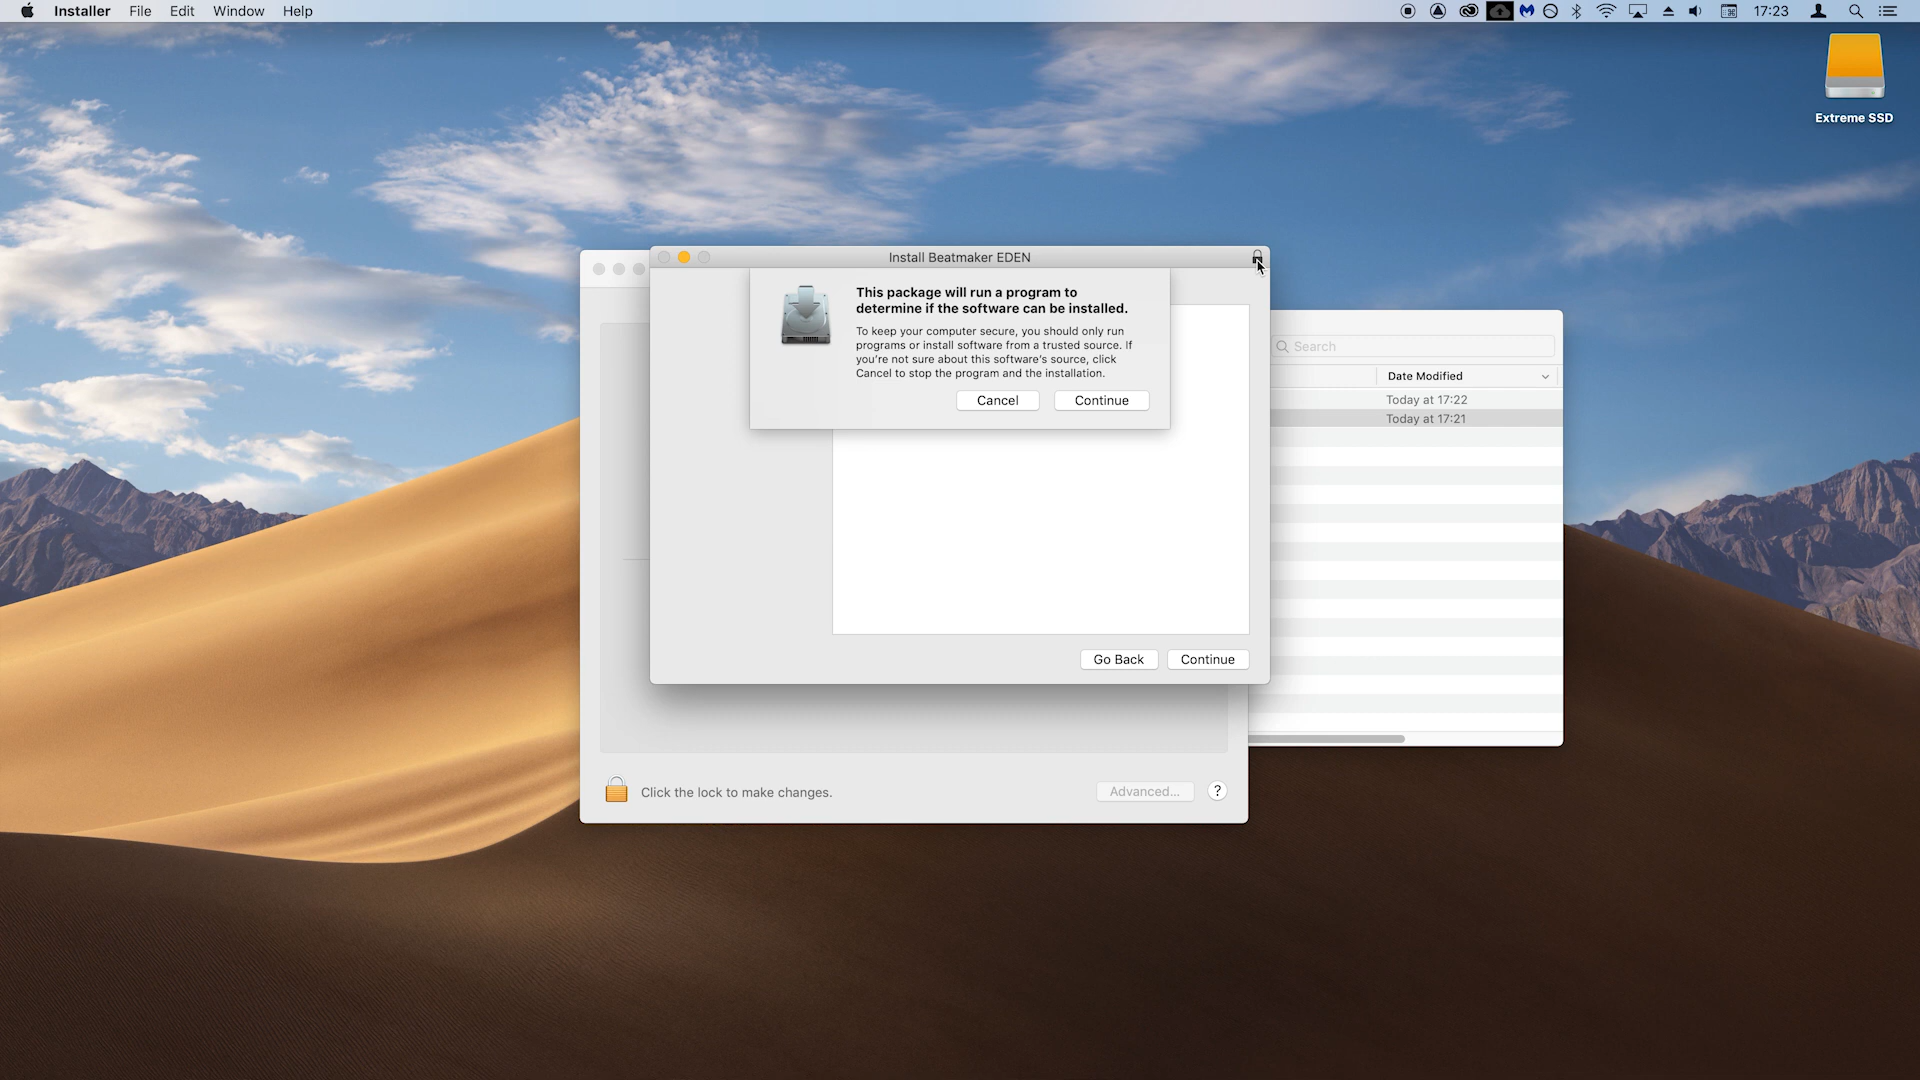 Installer File Edit Window Help 17:23
Extreme SSD
Install Beatmaker EDEN
This package will run a program to
determine if the software can be installed.
To keep your computer secure, you should only run
programs or install software from a trusted source. If
you're not sure about this software's source, click
Cancel to stop the program and the installation.
Cancel Continue
Search
Date Modified
Today at 17:22
Today at 17:21
Go Back Continue
Click the lock to make changes.
Advanced... ?